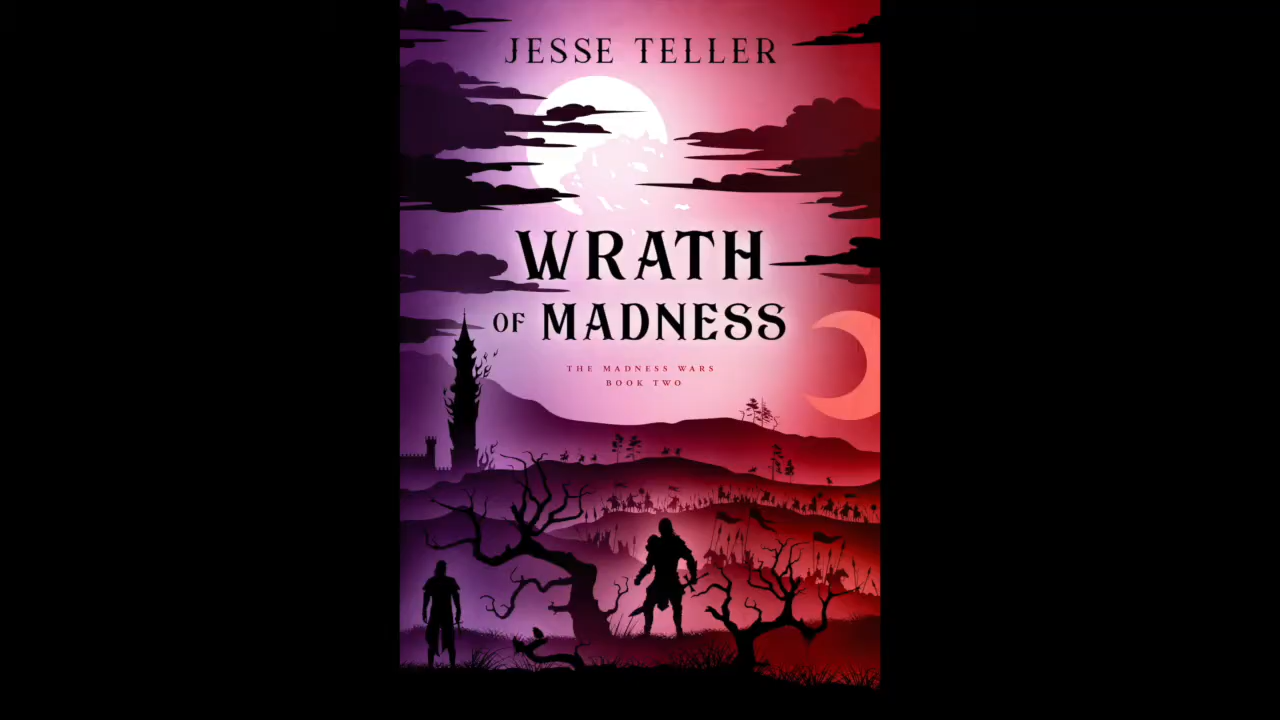 JESSE TELLER
WRATH
OF MADNESS
THE MADNESS WARS
BOOK TWO